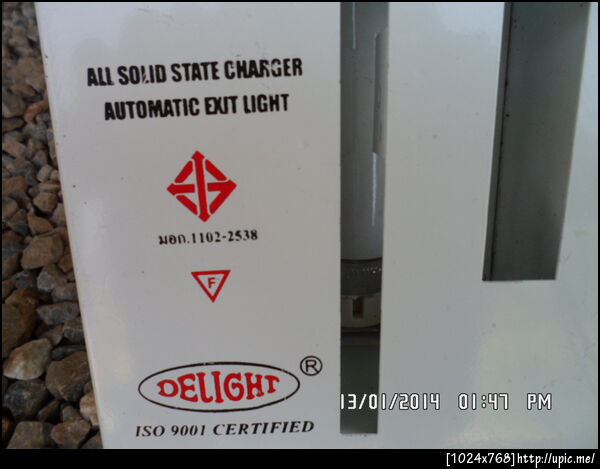 ALL SOLID STATE CHARGER
AUTOMATIC EXIT LIGHT
มอก.1102-2538
F
DELIGHT ®
ISO 9001 CERTIFIED
13/01/2014 01:47 PM
[1024x768]http://upic.me/